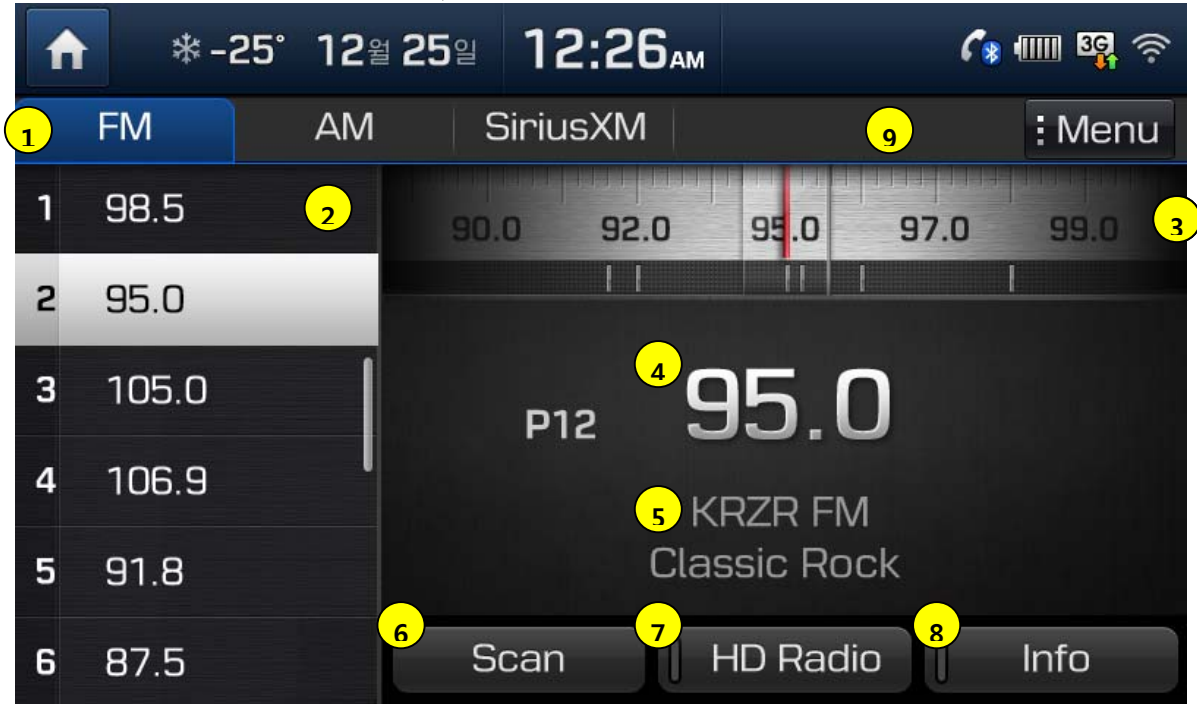 -25° 12월 25일 12:26AM 3G
1 FM AM SiriusXM 9 Menu
1 98.5 2
90.0 92.0 95.0 97.0 99.0 3
2 95.0
3 105.0
4 95.0
P12
4 106.9
5 KRZR FM
Classic Rock
5 91.8
6 Scan 7 HD Radio 8 Info
6 87.5